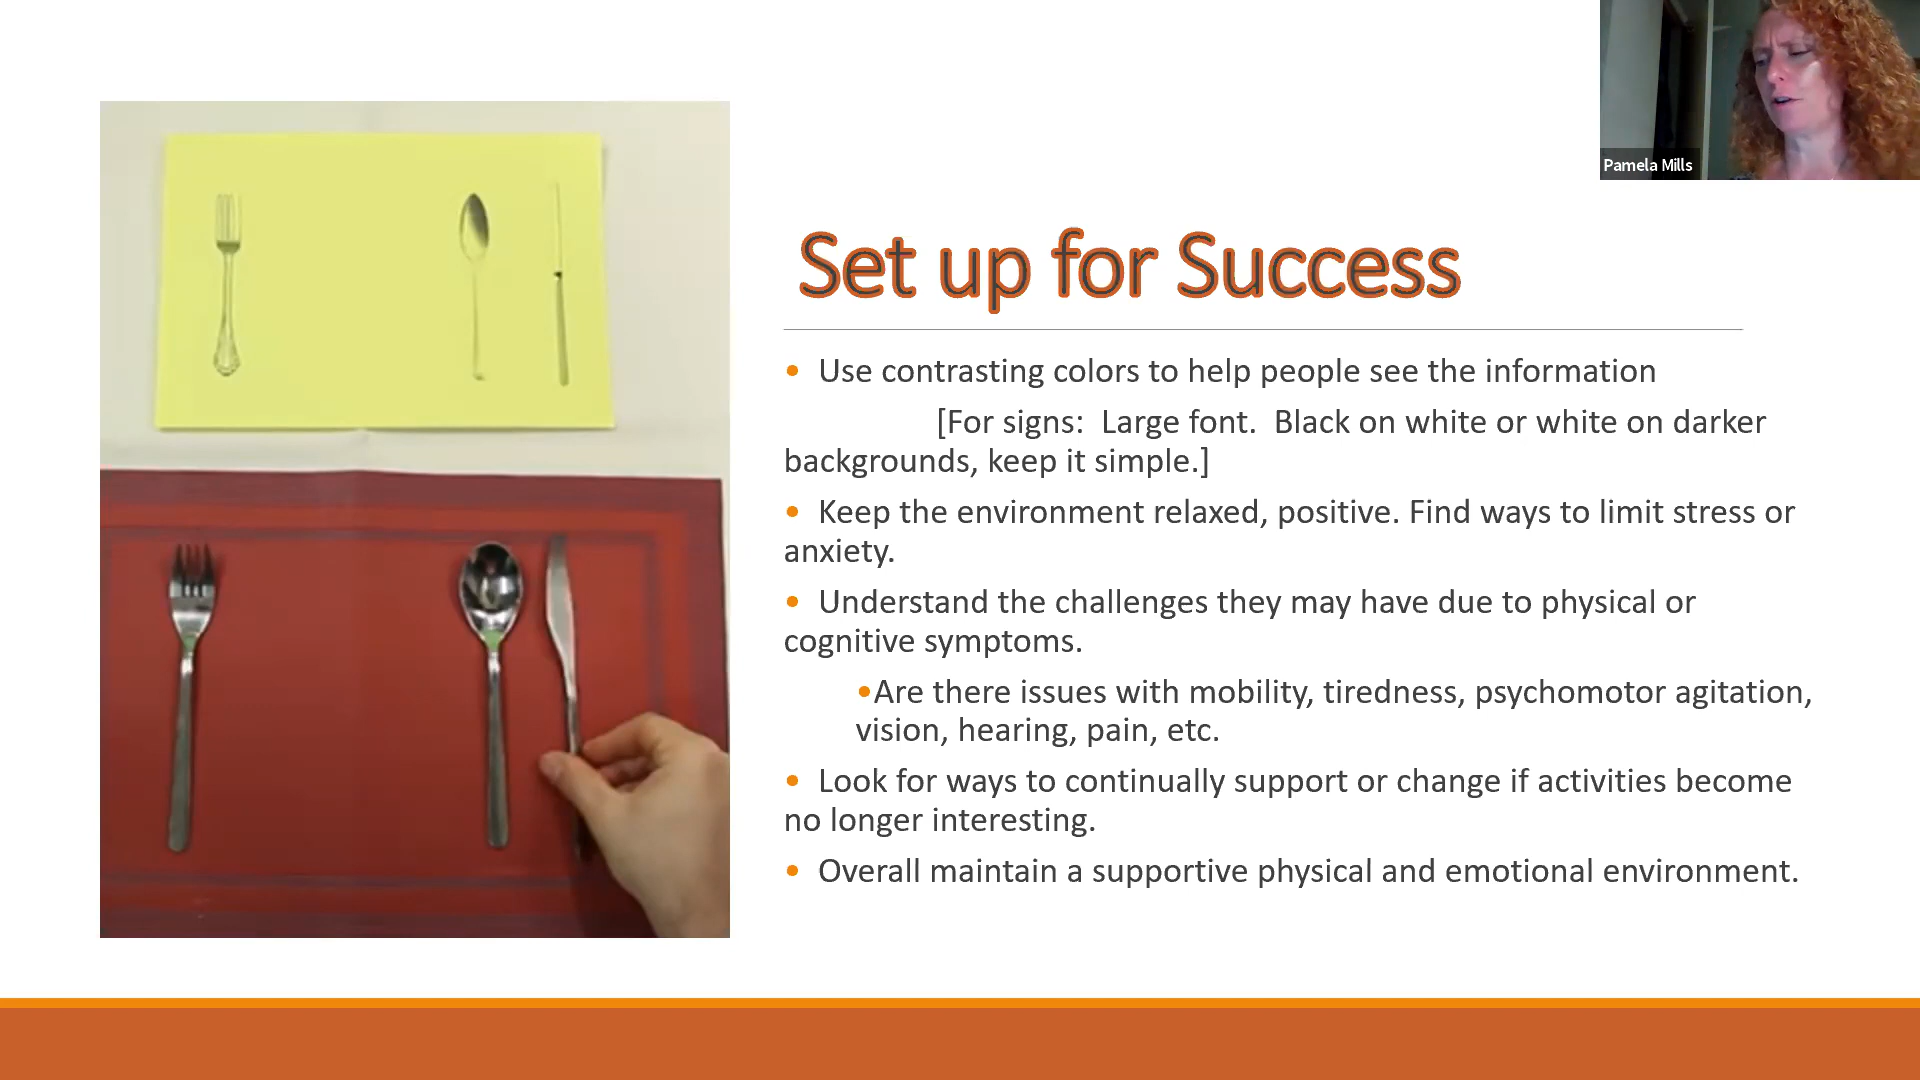 Pamela Mills
Set up for Success
• Use contrasting colors to help people see the information
[For signs:  Large font.  Black on white or white on darker
backgrounds, keep it simple.]
• Keep the environment relaxed, positive. Find ways to limit stress or
anxiety.
• Understand the challenges they may have due to physical or
cognitive symptoms.
•Are there issues with mobility, tiredness, psychomotor agitation,
vision, hearing, pain, etc.
• Look for ways to continually support or change if activities become
no longer interesting.
• Overall maintain a supportive physical and emotional environment.